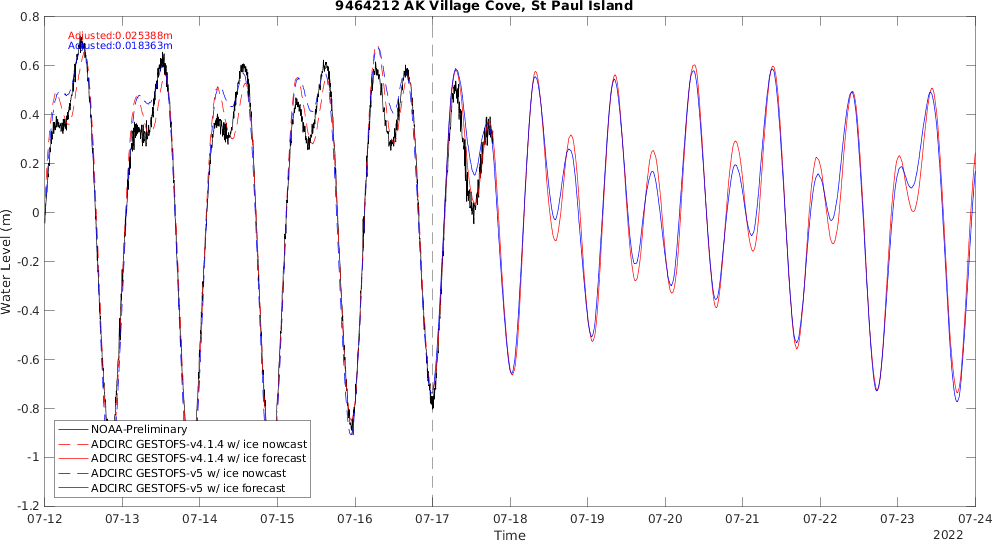 9464212 AK Village Cove, St Paul Island
Adjusted:0.025388m
Adjusted:0.018363m
0.8
0.6
0.4
0.2
0
-0.2
-0.4
-0.6
-0.8
-1
-1.2
Water Level (m)
NOAA-Preliminary
ADCIRC GESTOFS-v4.1.4 w/ ice nowcast
ADCIRC GESTOFS-v4.1.4 w/ ice forecast
ADCIRC GESTOFS-v5 w/ ice nowcast
ADCIRC GESTOFS-v5 w/ ice forecast
07-12 07-13 07-14 07-15 07-16 07-17 07-18 07-19 07-20 07-21 07-22 07-23 07-24
Time
2022